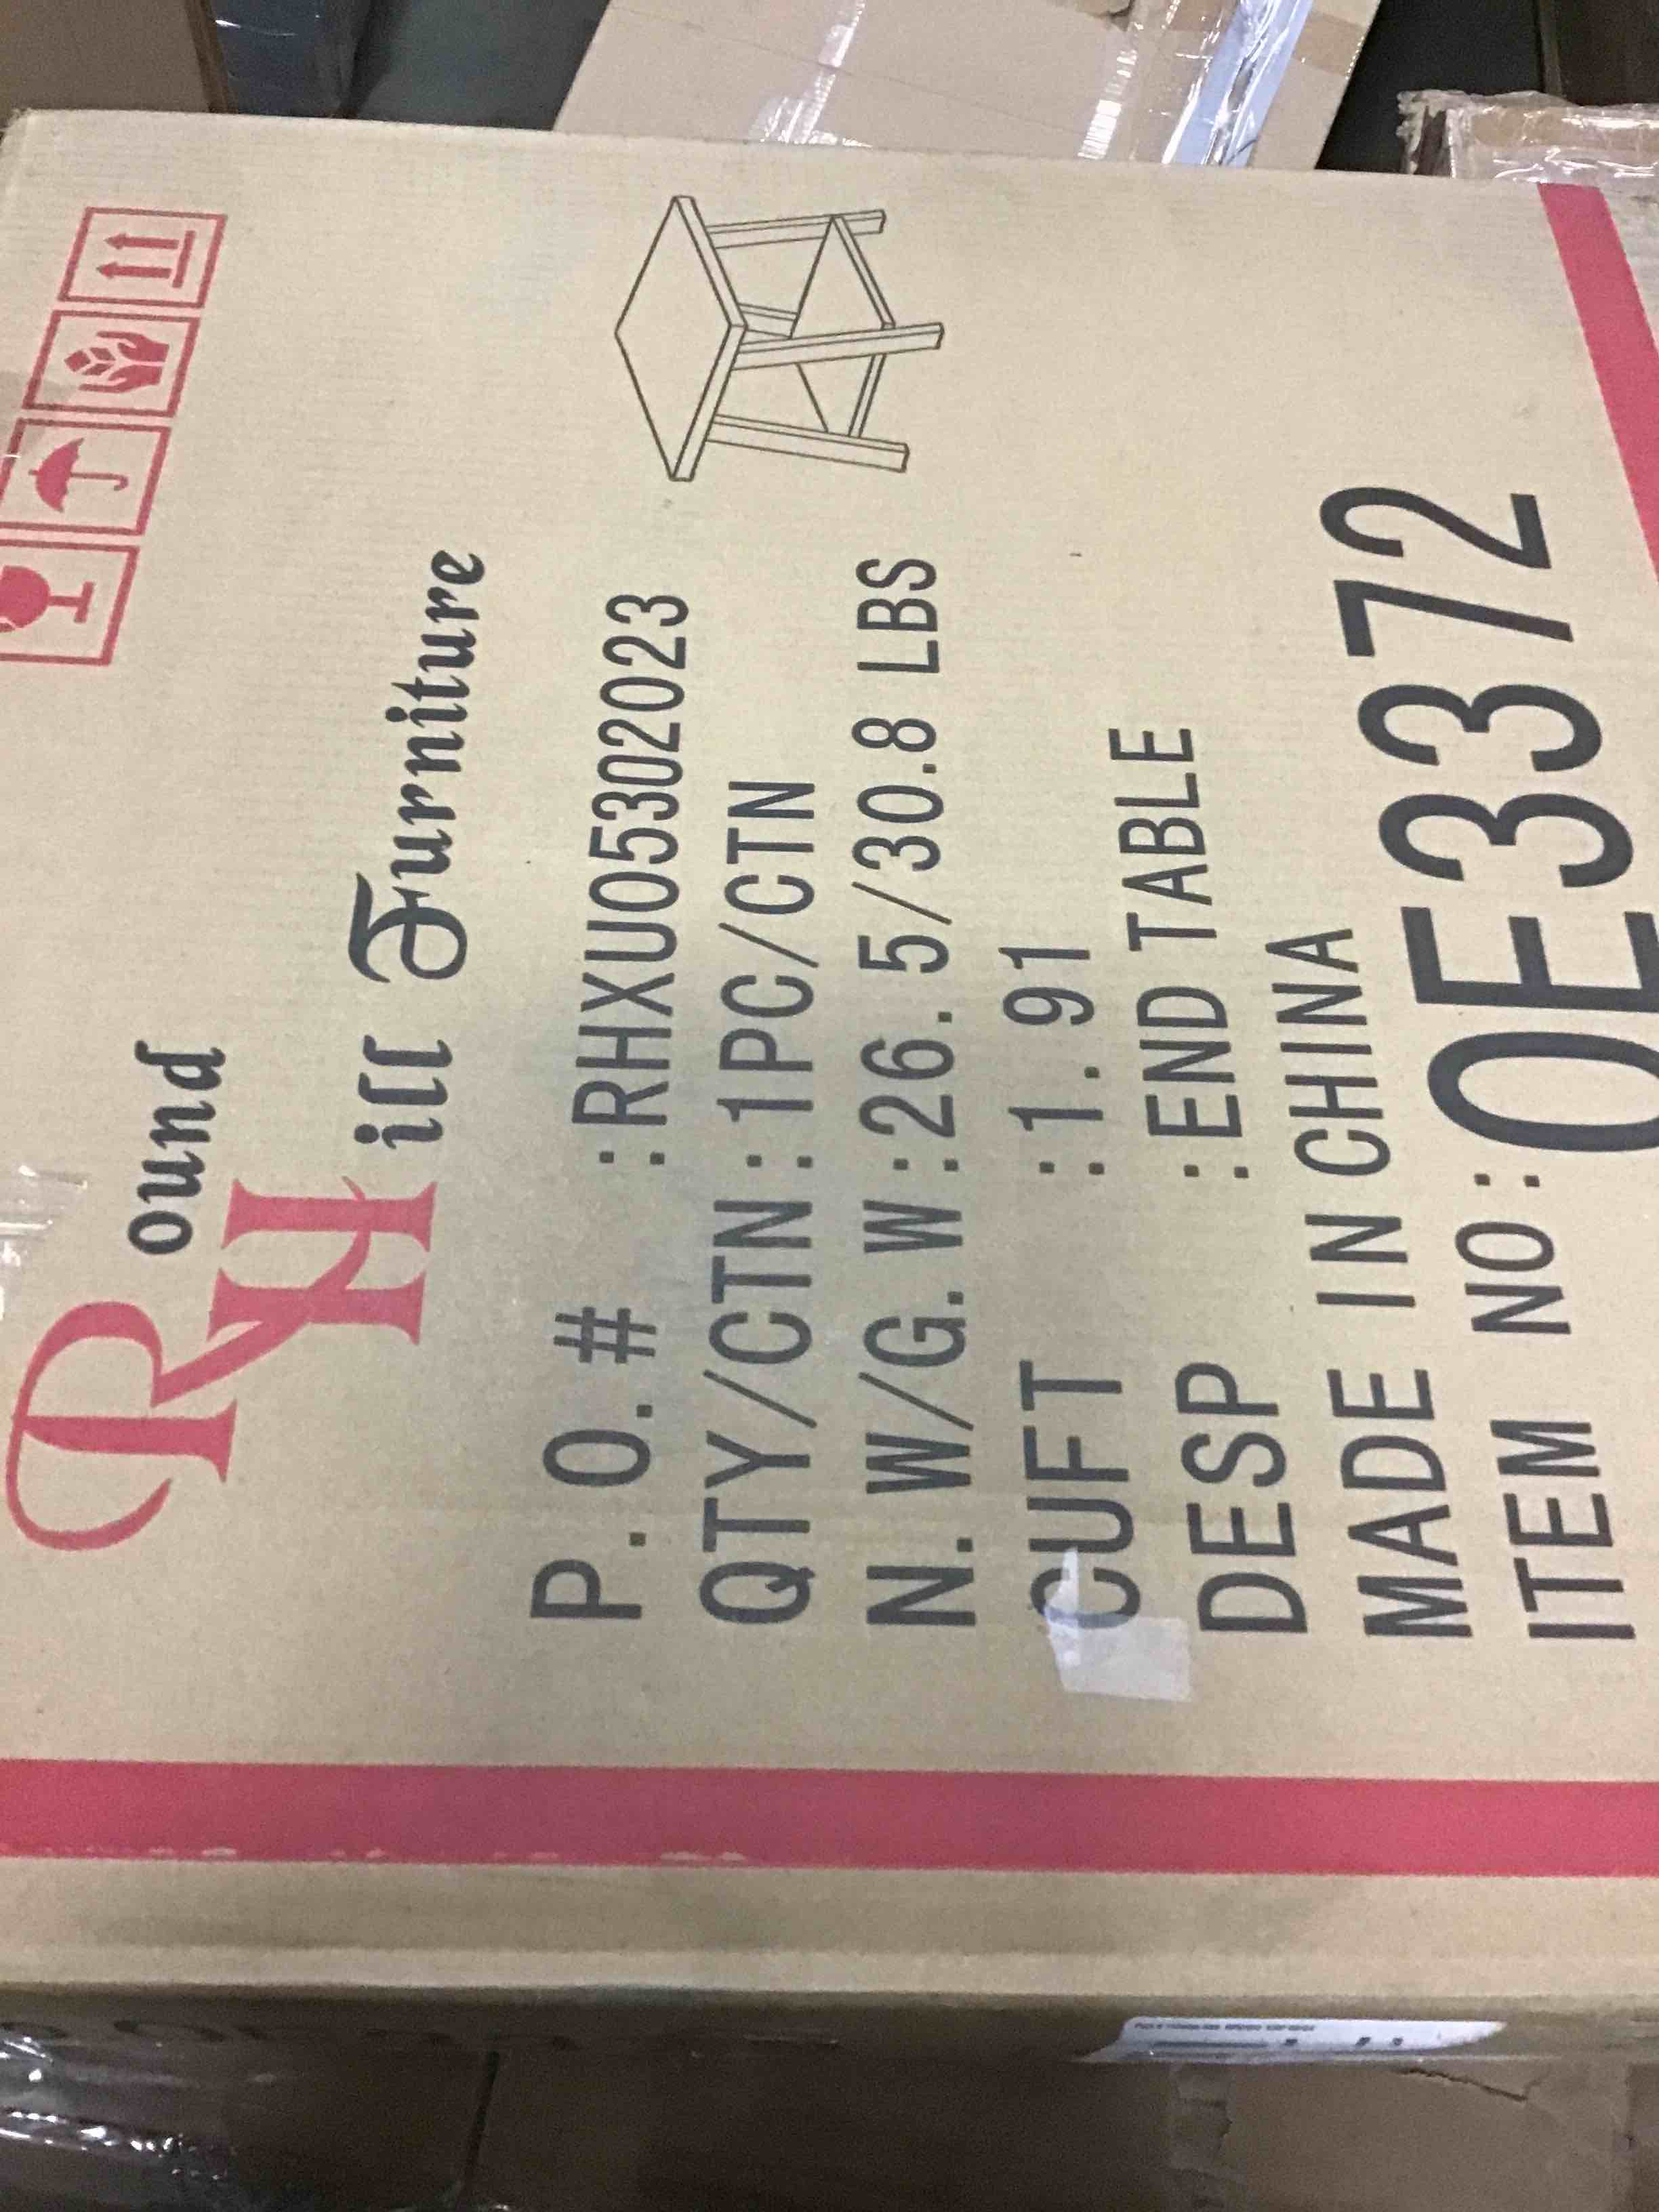 Round
Hill Furniture
P.O.# :RHXU05302023
QTY/CTN:1PC/CTN
N.W/G.W:26.5/30.8 LBS
CUFT :1.91
DESP :END TABLE
MADE IN CHINA
ITEM NO:OE3372